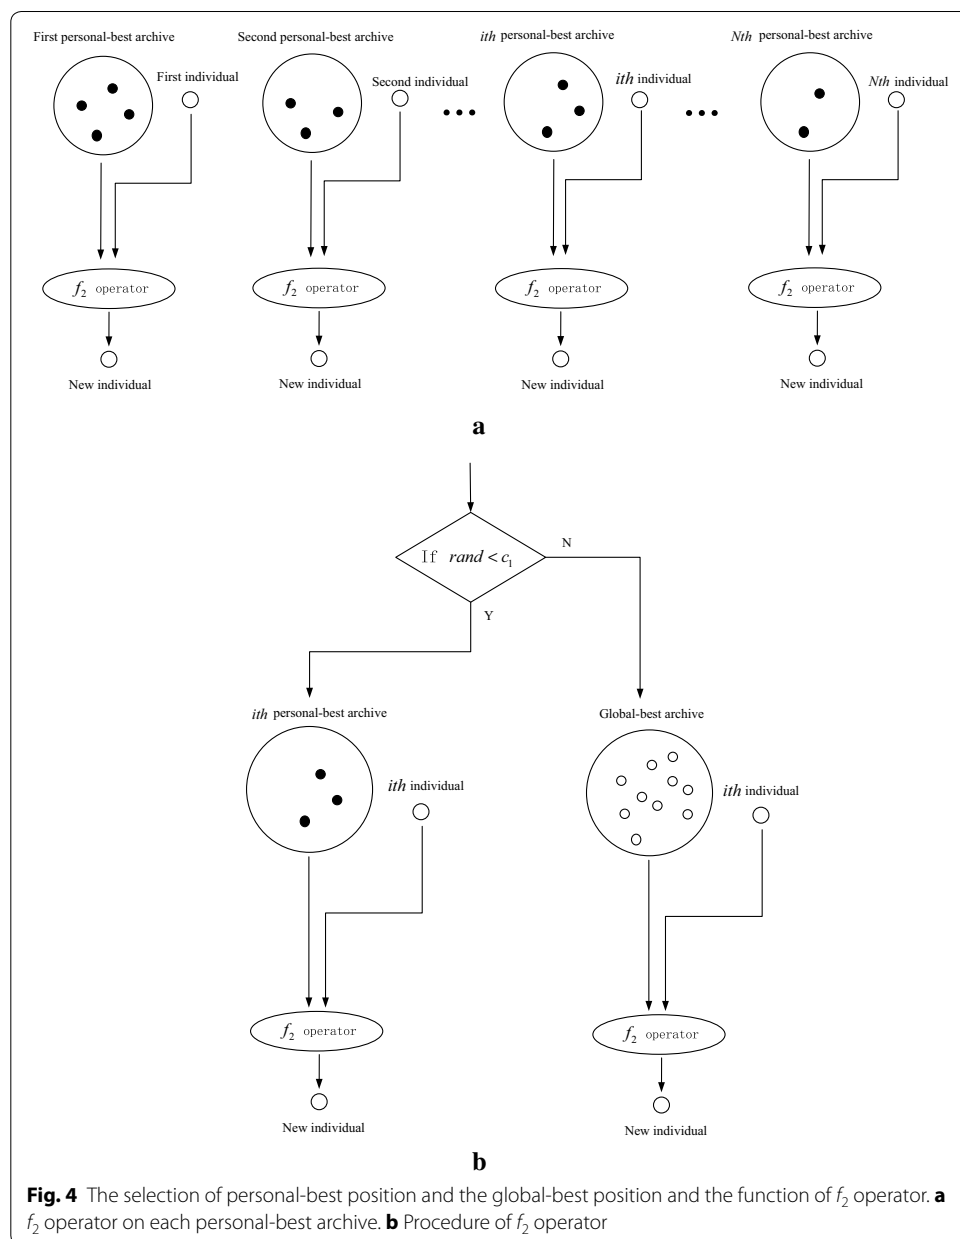 First personal-best archive
Second personal-best archive
ith personal-best archive
Nth personal-best archive
First individual
Second individual
ith individual
Nth individual
f2 operator
f2 operator
f2 operator
f2 operator
New individual
New individual
New individual
New individual
a
If rand < c1
N
Y
ith personal-best archive
Global-best archive
ith individual
ith individual
f2 operator
f2 operator
New individual
New individual
b
Fig. 4 The selection of personal-best position and the global-best position and the function of f2 operator. a
f2 operator on each personal-best archive. b Procedure of f2 operator